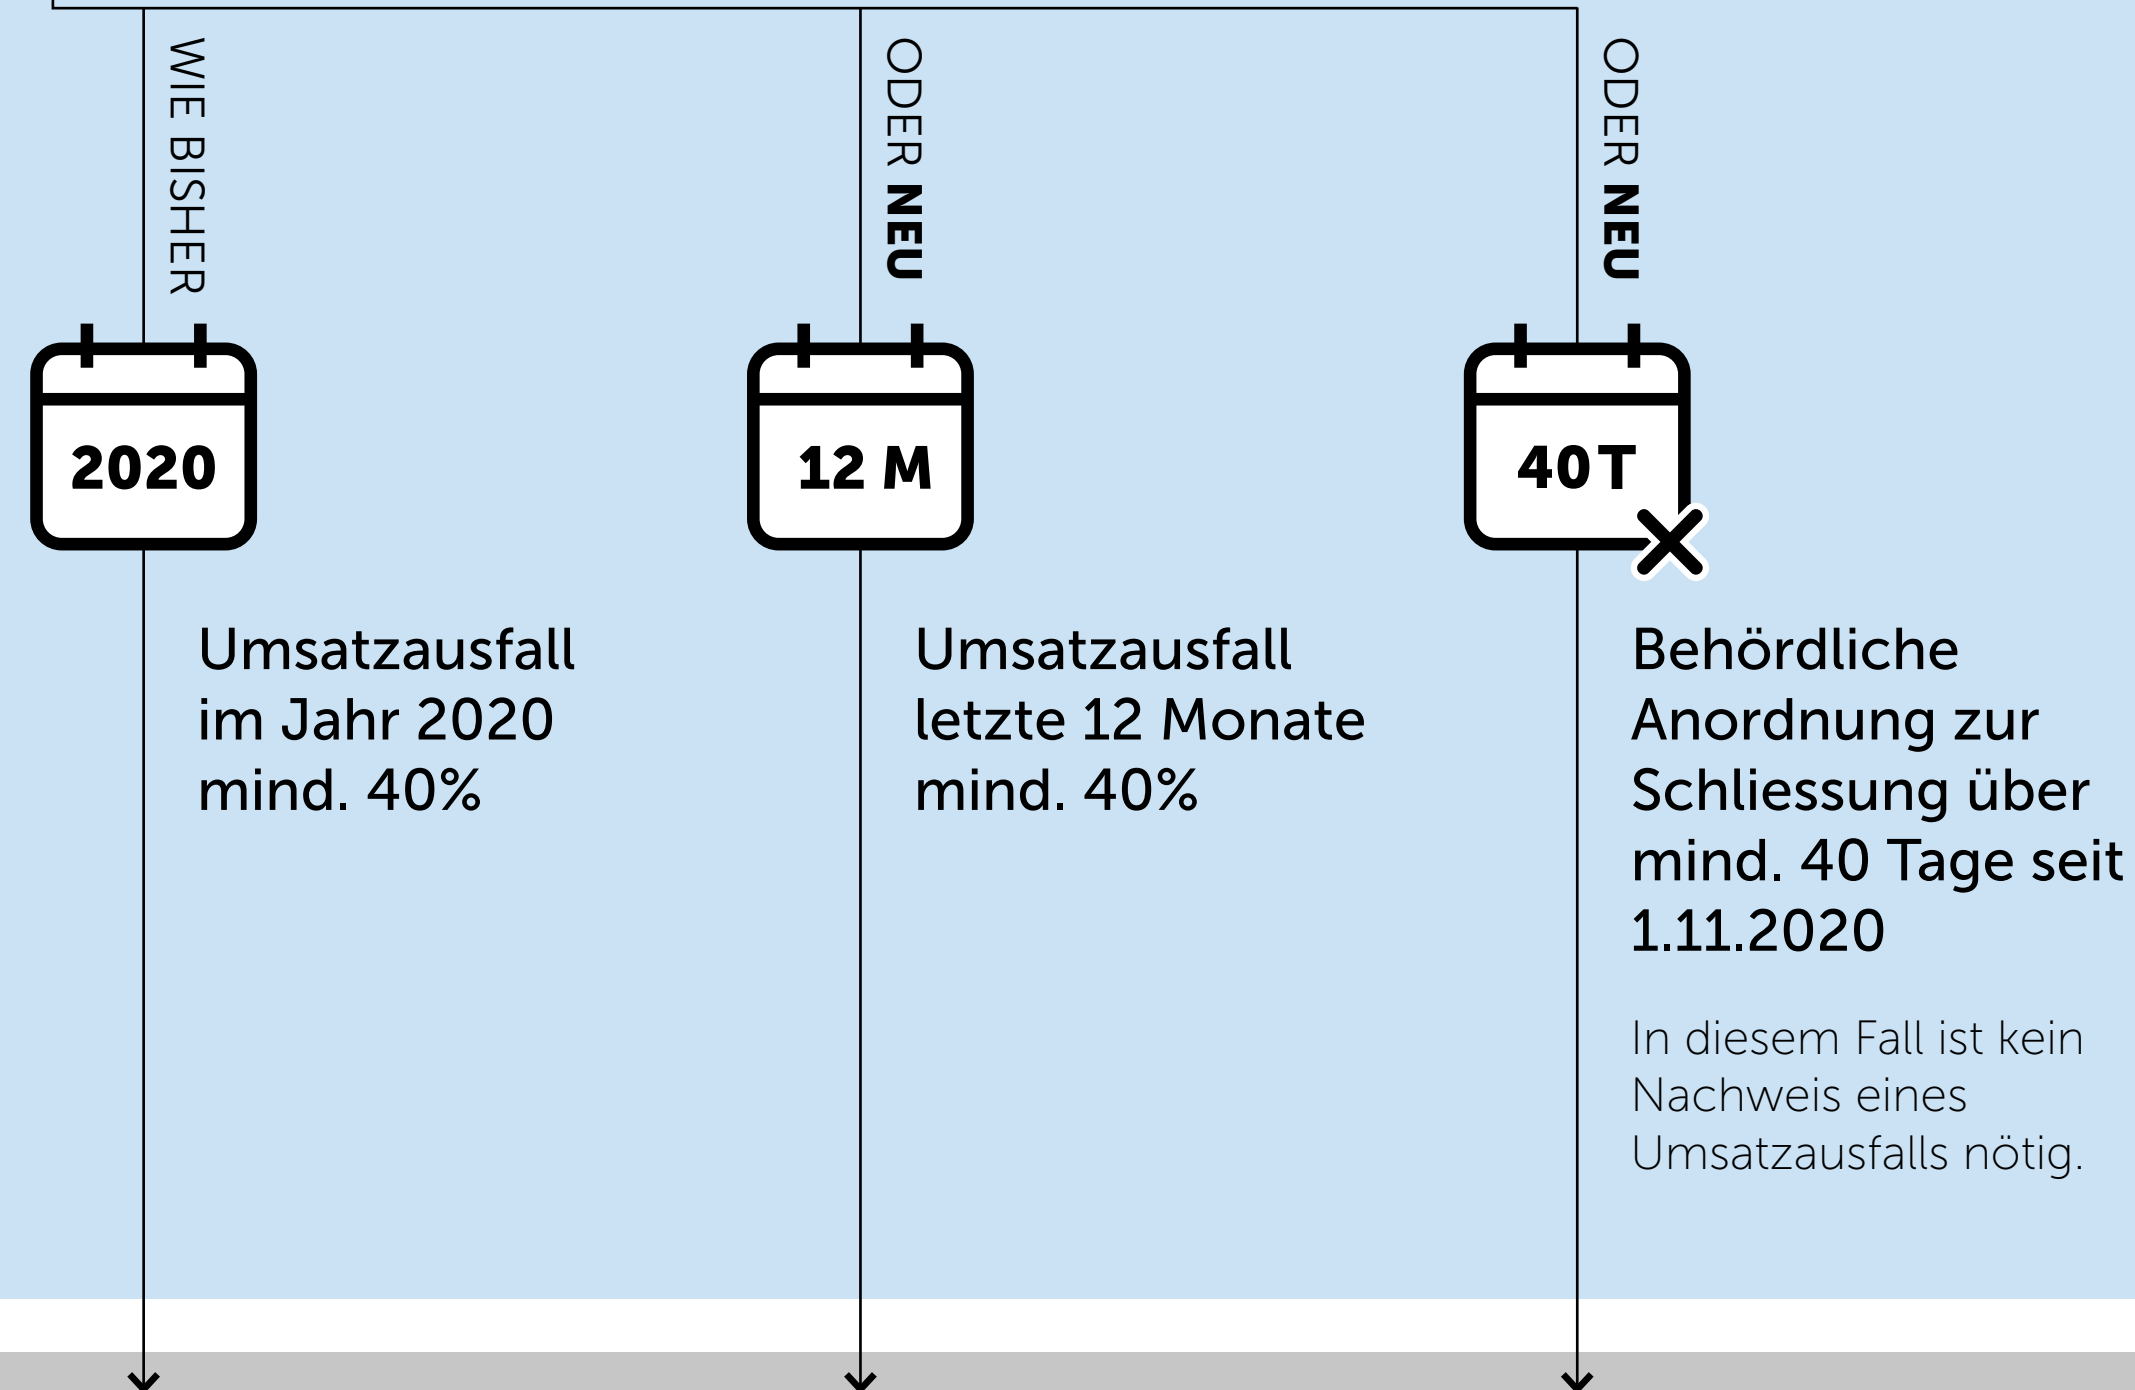 WIE BISHER
2020
Umsatzausfall
im Jahr 2020
mind. 40%
ODER NEU
12 M
Umsatzausfall
letzte 12 Monate
mind. 40%
ODER NEU
40 T
Behördliche
Anordnung zur
Schliessung über
mind. 40 Tage seit
1.11.2020
In diesem Fall ist kein
Nachweis eines
Umsatzausfalls nötig.